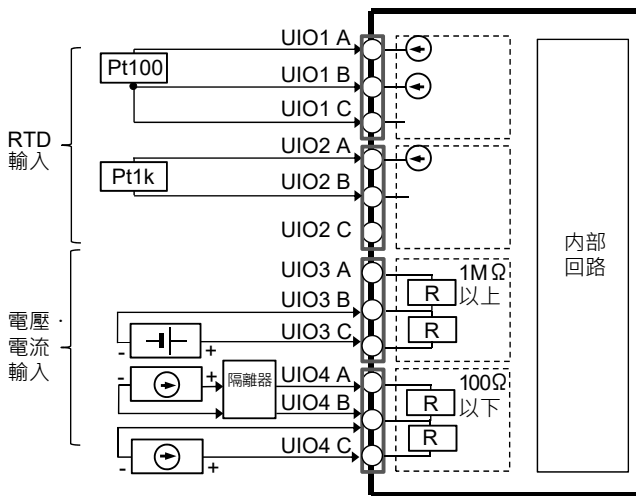 UIO1 A
Pt100
UIO1 B
UIO1 C
RTD
輸入
UIO2 A
Pt1k
UIO2 B
UIO2 C
内部
回路
UIO3 A
1MΩ
以上
R
UIO3 B
R
UIO3 C
電壓·
電流
輸入
- +
- +
隔離器
UIO4 A
100Ω
以下
R
UIO4 B
R
UIO4 C
- +